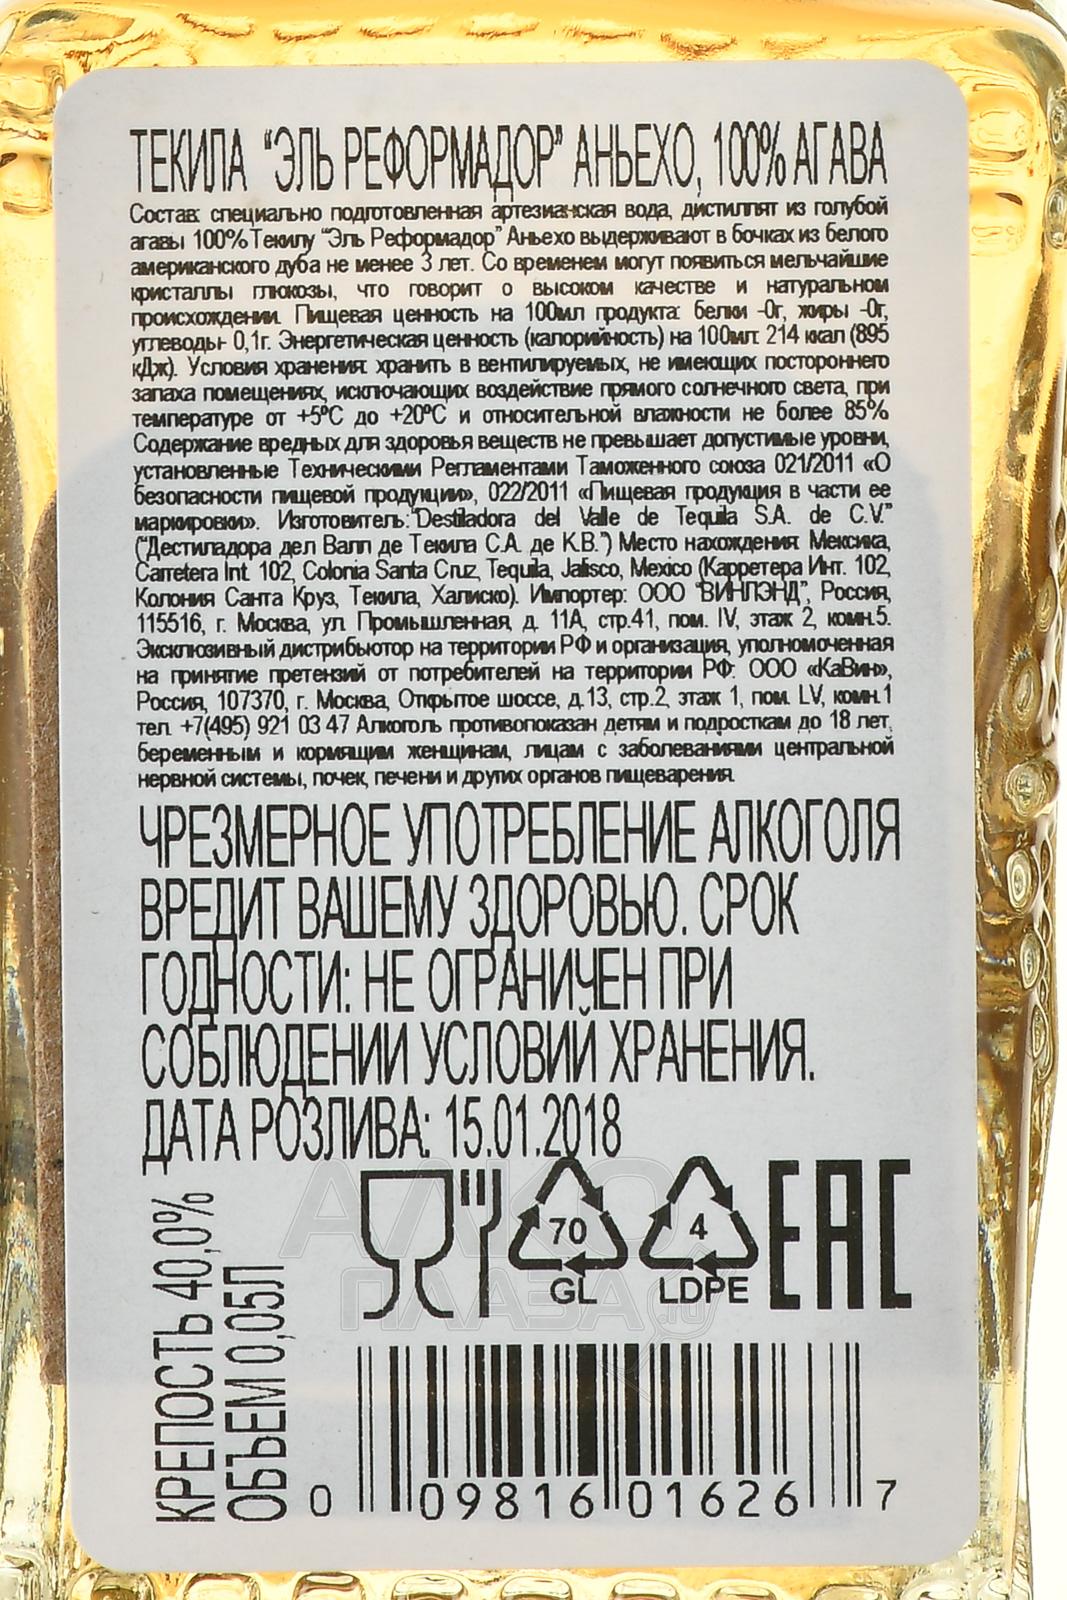 ТЕКИЛА "ЭЛЬ РЕФОРМАДОР" АНЬЕХО, 100% АГАВА
Состав: специально подготовленная артезианская вода, дистиллят из голубой
агавы 100% Текилу "Эль Реформадор" Аньехо выдерживают в бочках из белого
американского дуба не менее 3 лет. Со временем могут появиться мельчайшие
кристаллы глюкозы, что говорит о высоком качестве и натуральном
происхождении. Пищевая ценность на 100мл продукта: белки -0г, жиры -0г,
углеводы- 0,1г. Энергетическая ценность (калорийность) на 100мл: 214 ккал (895
кДж). Условия хранения: хранить в вентилируемых, не имеющих постороннего
запаха помещениях, исключающих воздействие прямого солнечного света, при
температуре от +5°С до +20°С и относительной влажности не более 85%
Содержание вредных для здоровья веществ не превышает допустимые уровни,
установленные Техническими Регламентами Таможенного союза 021/2011 «О
безопасности пищевой продукции», 022/2011 «Пищевая продукция в части ее
маркировки». Изготовитель:"Destiladora del Valle de Tequila S.A. de C.V."
("Дестиладора дел Валл де Текила С.А. де К.В.") Место нахождения: Мексика,
Carretera Int. 102, Colonia Santa Cruz, Tequila, Jalisco, Mexico (Карретера Инт. 102,
Колония Санта Круз, Текила, Халиско). Импортер: ООО "ВИНЛЭНД", Россия,
115516, г. Москва, ул. Промышленная, д. 11А, стр.41, пом. IV, этаж 2, комн.5.
Эксклюзивный дистрибьютор на территории РФ и организация, уполномоченная
на принятие претензий от потребителей на территории РФ: ООО «КаВин»,
Россия, 107370, г. Москва, Открытое шоссе, д.13, стр.2, этаж 1, пом. LV, комн.1
тел. +7(495) 921 03 47 Алкоголь противопоказан детям и подросткам до 18 лет,
беременным и кормящим женщинам, лицам с заболеваниями центральной
нервной системы, почек, печени и других органов пищеварения.
ЧРЕЗМЕРНОЕ УПОТРЕБЛЕНИЕ АЛКОГОЛЯ
ВРЕДИТ ВАШЕМУ ЗДОРОВЬЮ. СРОК
ГОДНОСТИ: НЕ ОГРАНИЧЕН ПРИ
СОБЛЮДЕНИИ УСЛОВИЙ ХРАНЕНИЯ.
ДАТА РОЗЛИВА: 15.01.2018
КРЕПОСТЬ 40,0%
ОБЪЕМ 0,05Л
70
GL
4
LDPE
EAC
АЛКО
ПЛАЗА.RU
0 09816 01626 7